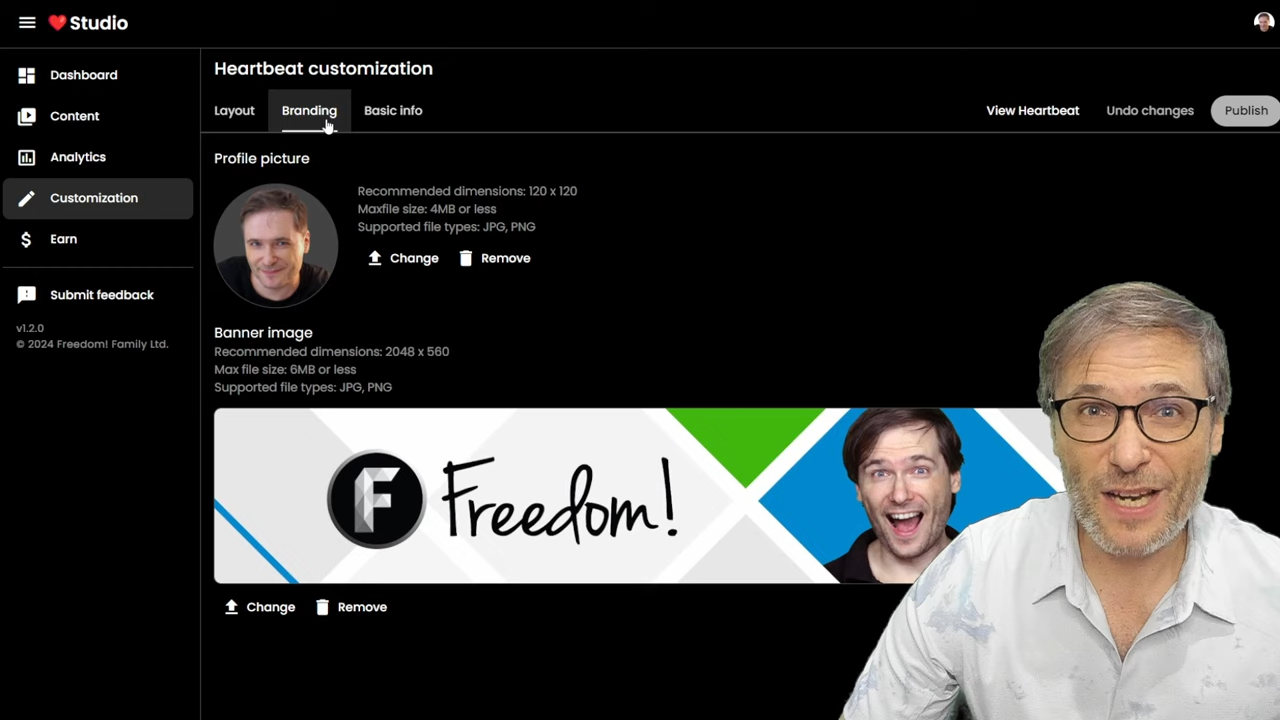 Studio
Dashboard
Content
Analytics
Customization
Earn
Submit feedback
v1.2.0
© 2024 Freedom! Family Ltd.
Heartbeat customization
Layout
Branding
Basic info
View Heartbeat
Undo changes
Publish
Profile picture
Recommended dimensions: 120 x 120
Maxfile size: 4MB or less
Supported file types: JPG, PNG
Change
Remove
Banner image
Recommended dimensions: 2048 x 560
Max file size: 6MB or less
Supported file types: JPG, PNG
F Freedom!
Change
Remove